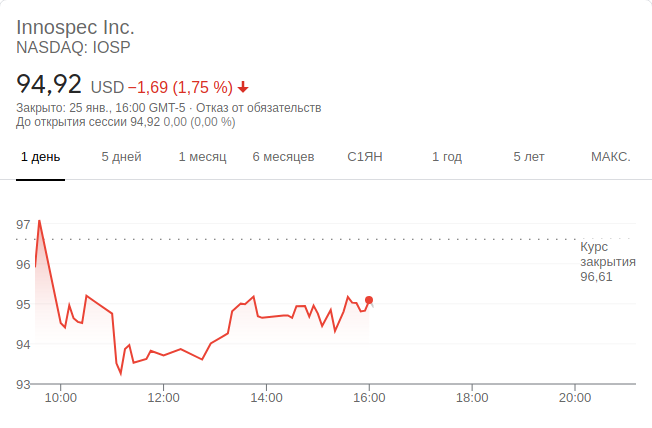 Innospec Inc.
NASDAQ: IOSP
94,92 USD −1,69 (1,75 %)
Закрыто: 25 янв., 16:00 GMT-5 · Отказ от обязательств
До открытия сессии 94,92 0,00 (0,00 %)
1 день 5 дней 1 месяц 6 месяцев С1ЯН 1 год 5 лет МАКС.
97
Курс
закрытия
96,61
96
95
94
93
10:00 12:00 14:00 16:00 18:00 20:00